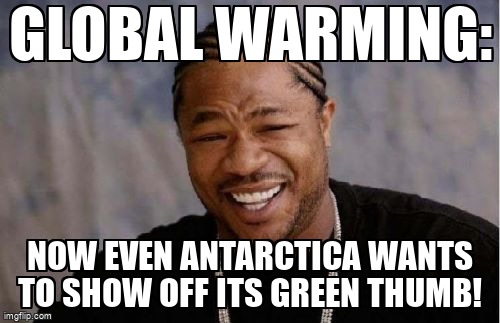 GLOBAL WARMING:
NOW EVEN ANTARCTICA WANTS
TO SHOW OFF ITS GREEN THUMB!
imgflip.com